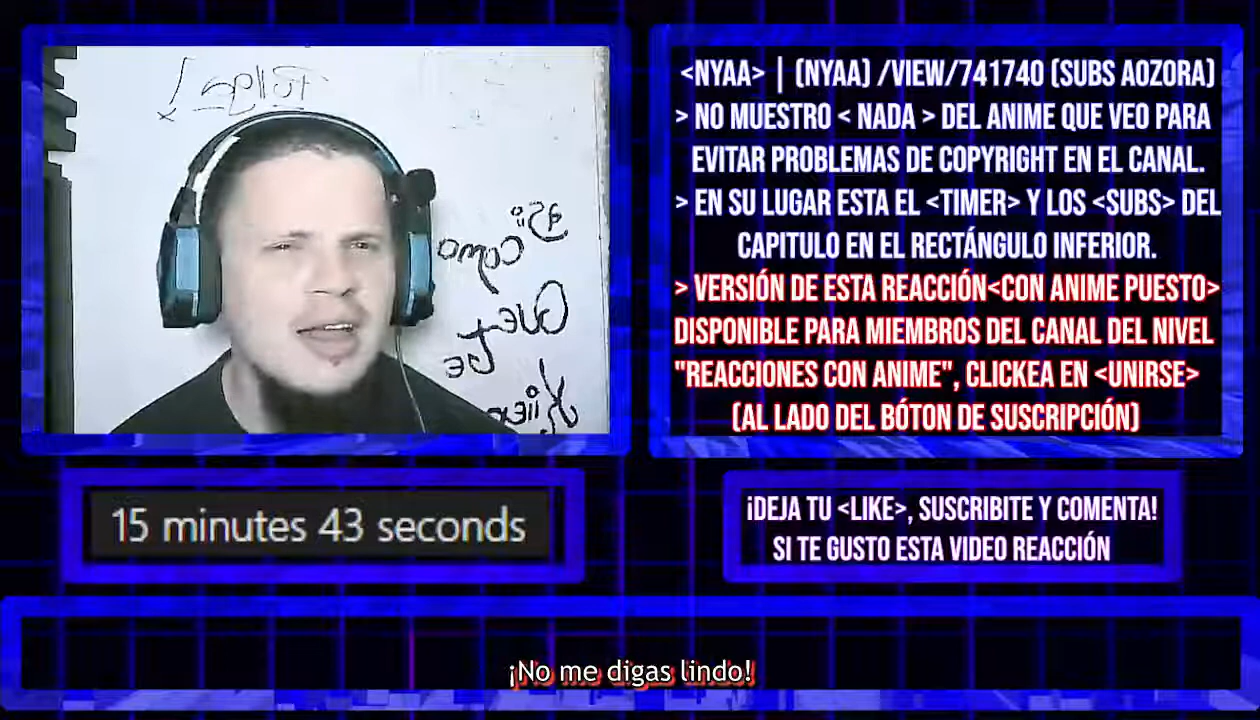 <NYAA> | (NYAA) /VIEW/741740 (SUBS AOZORA)
> NO MUESTRO < NADA > DEL ANIME QUE VEO PARA
EVITAR PROBLEMAS DE COPYRIGHT EN EL CANAL.
> EN SU LUGAR ESTA EL <TIMER> Y LOS <SUBS> DEL
CAPITULO EN EL RECTÁNGULO INFERIOR.
> VERSIÓN DE ESTA REACCIÓN<CON ANIME PUESTO>
DISPONIBLE PARA MIEMBROS DEL CANAL DEL NIVEL
"REACCIONES CON ANIME", CLICKEA EN <UNIRSE>
(AL LADO DEL BÓTON DE SUSCRIPCIÓN)
15 minutes 43 seconds
¡DEJA TU <LIKE>, SUSCRIBITE Y COMENTA!
SI TE GUSTO ESTA VIDEO REACCIÓN
¡No me digas lindo!